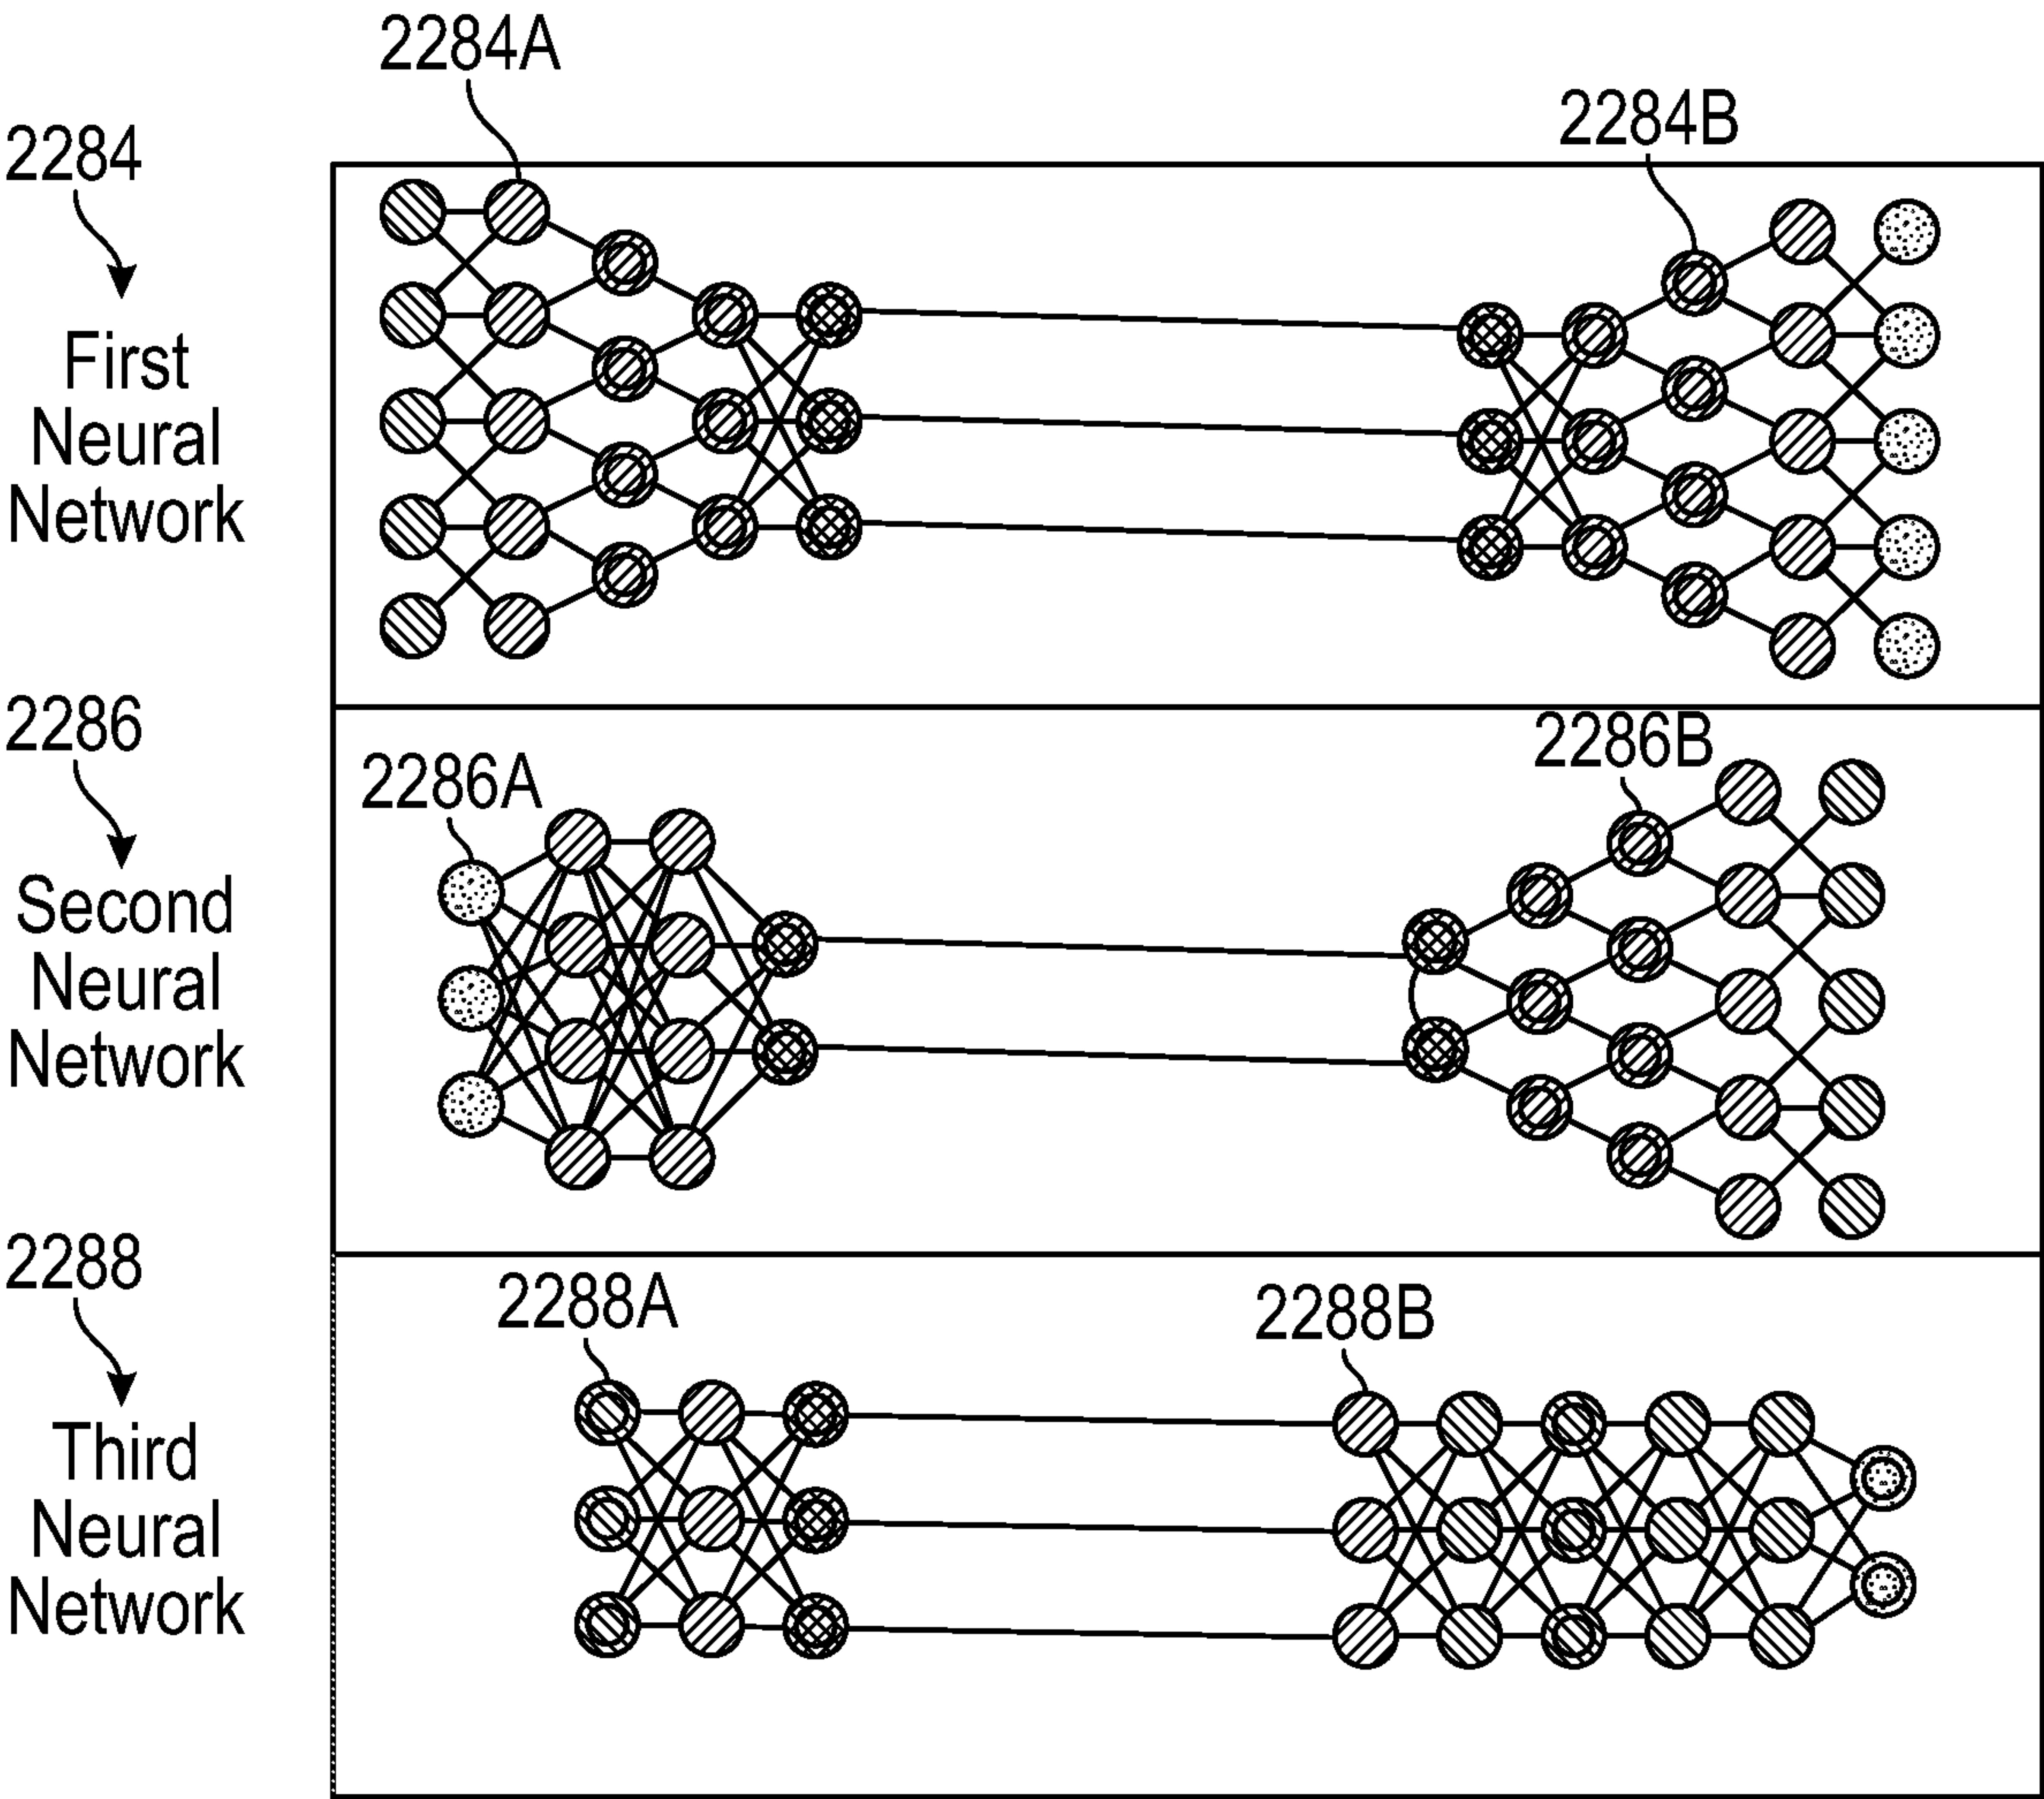 2284A
2284B
2284
First
Neural
Network
2286
2286A
2286B
Second
Neural
Network
2288
2288A
2288B
Third
Neural
Network